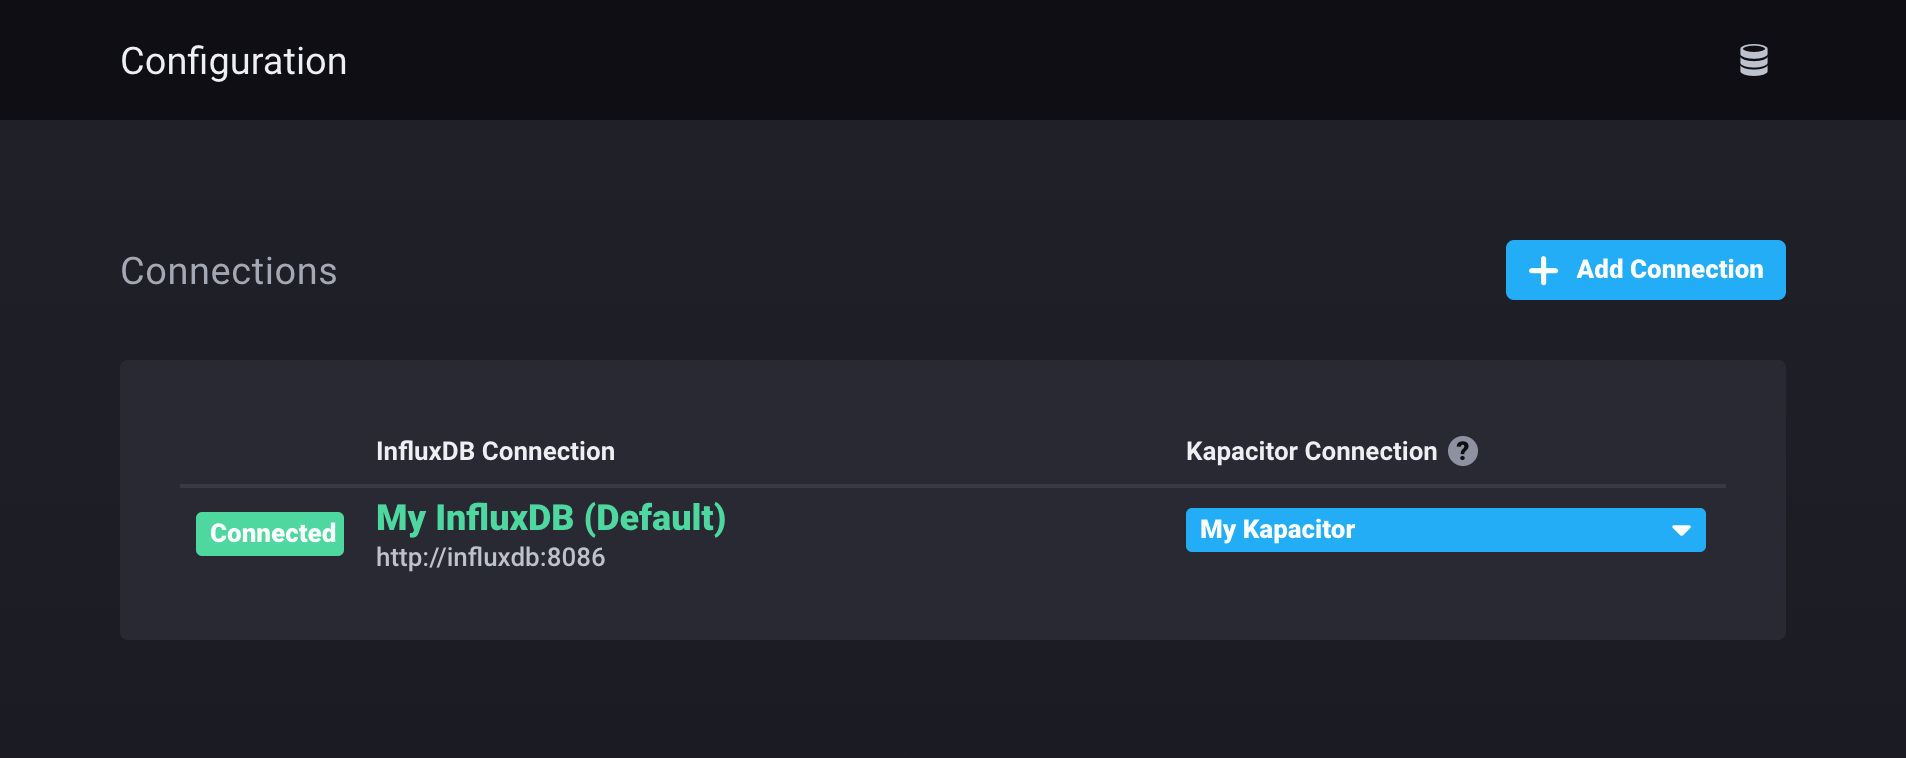 Configuration
Connections
Add Connection
InfluxDB Connection
Kapacitor Connection ?
Connected
My InfluxDB (Default)
http://influxdb:8086
My Kapacitor